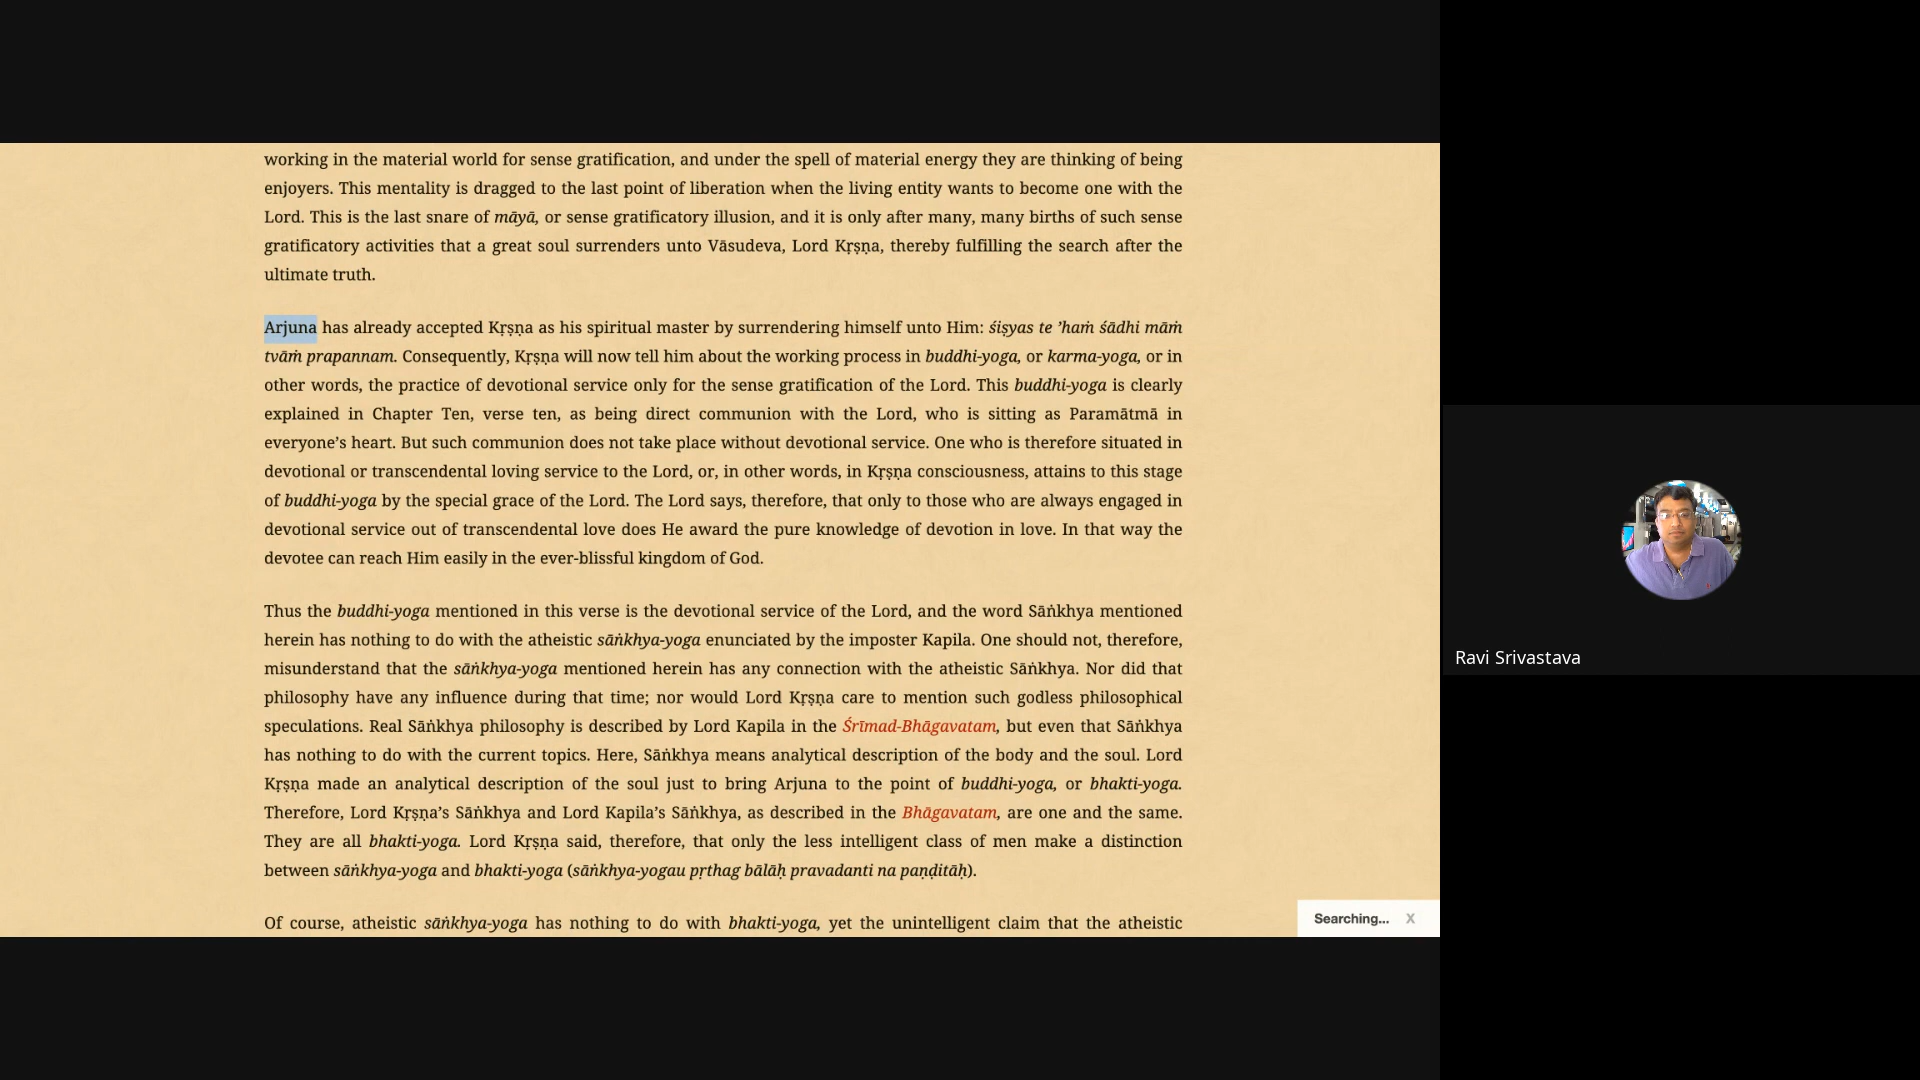 working in the material world for sense gratification, and under the spell of material energy they are thinking of being
enjoyers. This mentality is dragged to the last point of liberation when the living entity wants to become one with the
Lord. This is the last snare of māyā, or sense gratificatory illusion, and it is only after many, many births of such sense
gratificatory activities that a great soul surrenders unto Vāsudeva, Lord Kṛṣṇa, thereby fulfilling the search after the
ultimate truth.
Arjuna has already accepted Kṛṣṇa as his spiritual master by surrendering himself unto Him: śiṣyas te ’haṁ śādhi māṁ
tvāṁ prapannam. Consequently, Kṛṣṇa will now tell him about the working process in buddhi-yoga, or karma-yoga, or in
other words, the practice of devotional service only for the sense gratification of the Lord. This buddhi-yoga is clearly
explained in Chapter Ten, verse ten, as being direct communion with the Lord, who is sitting as Paramātmā in
everyone’s heart. But such communion does not take place without devotional service. One who is therefore situated in
devotional or transcendental loving service to the Lord, or, in other words, in Kṛṣṇa consciousness, attains to this stage
of buddhi-yoga by the special grace of the Lord. The Lord says, therefore, that only to those who are always engaged in
devotional service out of transcendental love does He award the pure knowledge of devotion in love. In that way the
devotee can reach Him easily in the ever-blissful kingdom of God.
Thus the buddhi-yoga mentioned in this verse is the devotional service of the Lord, and the word Sāṅkhya mentioned
herein has nothing to do with the atheistic sāṅkhya-yoga enunciated by the imposter Kapila. One should not, therefore,
misunderstand that the sāṅkhya-yoga mentioned herein has any connection with the atheistic Sāṅkhya. Nor did that
philosophy have any influence during that time; nor would Lord Kṛṣṇa care to mention such godless philosophical
speculations. Real Sāṅkhya philosophy is described by Lord Kapila in the Śrīmad-Bhāgavatam, but even that Sāṅkhya
has nothing to do with the current topics. Here, Sāṅkhya means analytical description of the body and the soul. Lord
Kṛṣṇa made an analytical description of the soul just to bring Arjuna to the point of buddhi-yoga, or bhakti-yoga.
Therefore, Lord Kṛṣṇa’s Sāṅkhya and Lord Kapila’s Sāṅkhya, as described in the Bhāgavatam, are one and the same.
They are all bhakti-yoga. Lord Kṛṣṇa said, therefore, that only the less intelligent class of men make a distinction
between sāṅkhya-yoga and bhakti-yoga (sāṅkhya-yogau pṛthag bālāḥ pravadanti na paṇḍitāḥ).
Of course, atheistic sāṅkhya-yoga has nothing to do with bhakti-yoga, yet the unintelligent claim that the atheistic
Searching... X
Ravi Srivastava